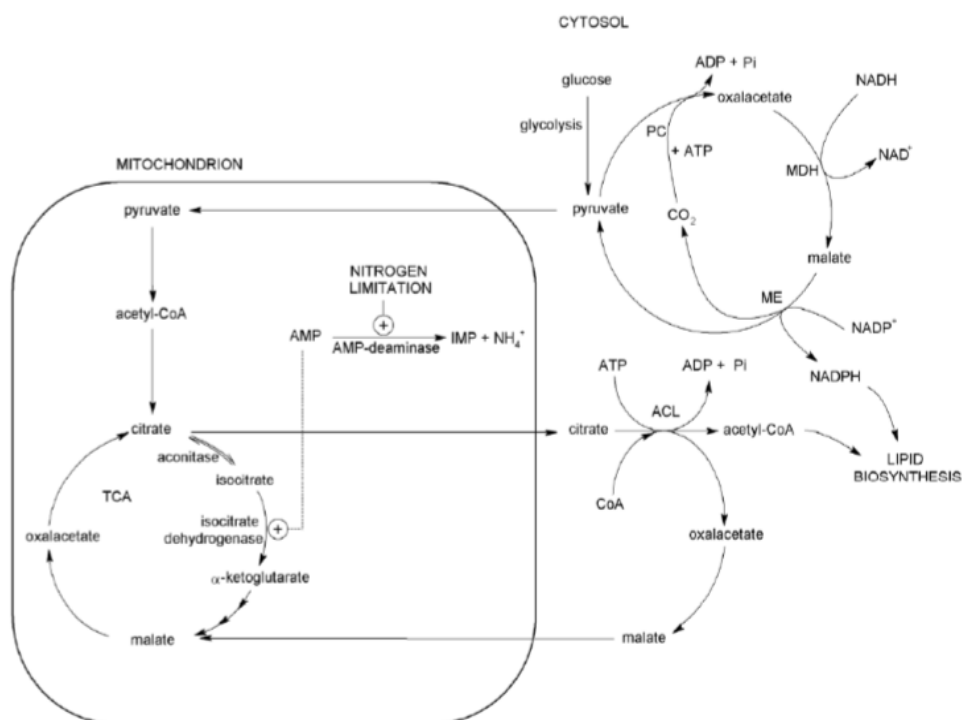 CYTOSOL
ADP + Pi
glucose
oxalacetate
NADH
glycolysis
PC
+ ATP
MDH
NAD⁺
MITOCHONDRION
pyruvate
pyruvate
CO₂
malate
NITROGEN
LIMITATION
ME
acetyl-CoA
+
AMP
IMP + NH₄⁺
AMP-deaminase
NADP⁺
ATP
ADP + Pi
NADPH
citrate
citrate
ACL
acetyl-CoA
aconitase
LIPID
BIOSYNTHESIS
isocitrate
TCA
CoA
oxalacetate
isocitrate
dehydrogenase
+
oxalacetate
α-ketoglutarate
malate
malate